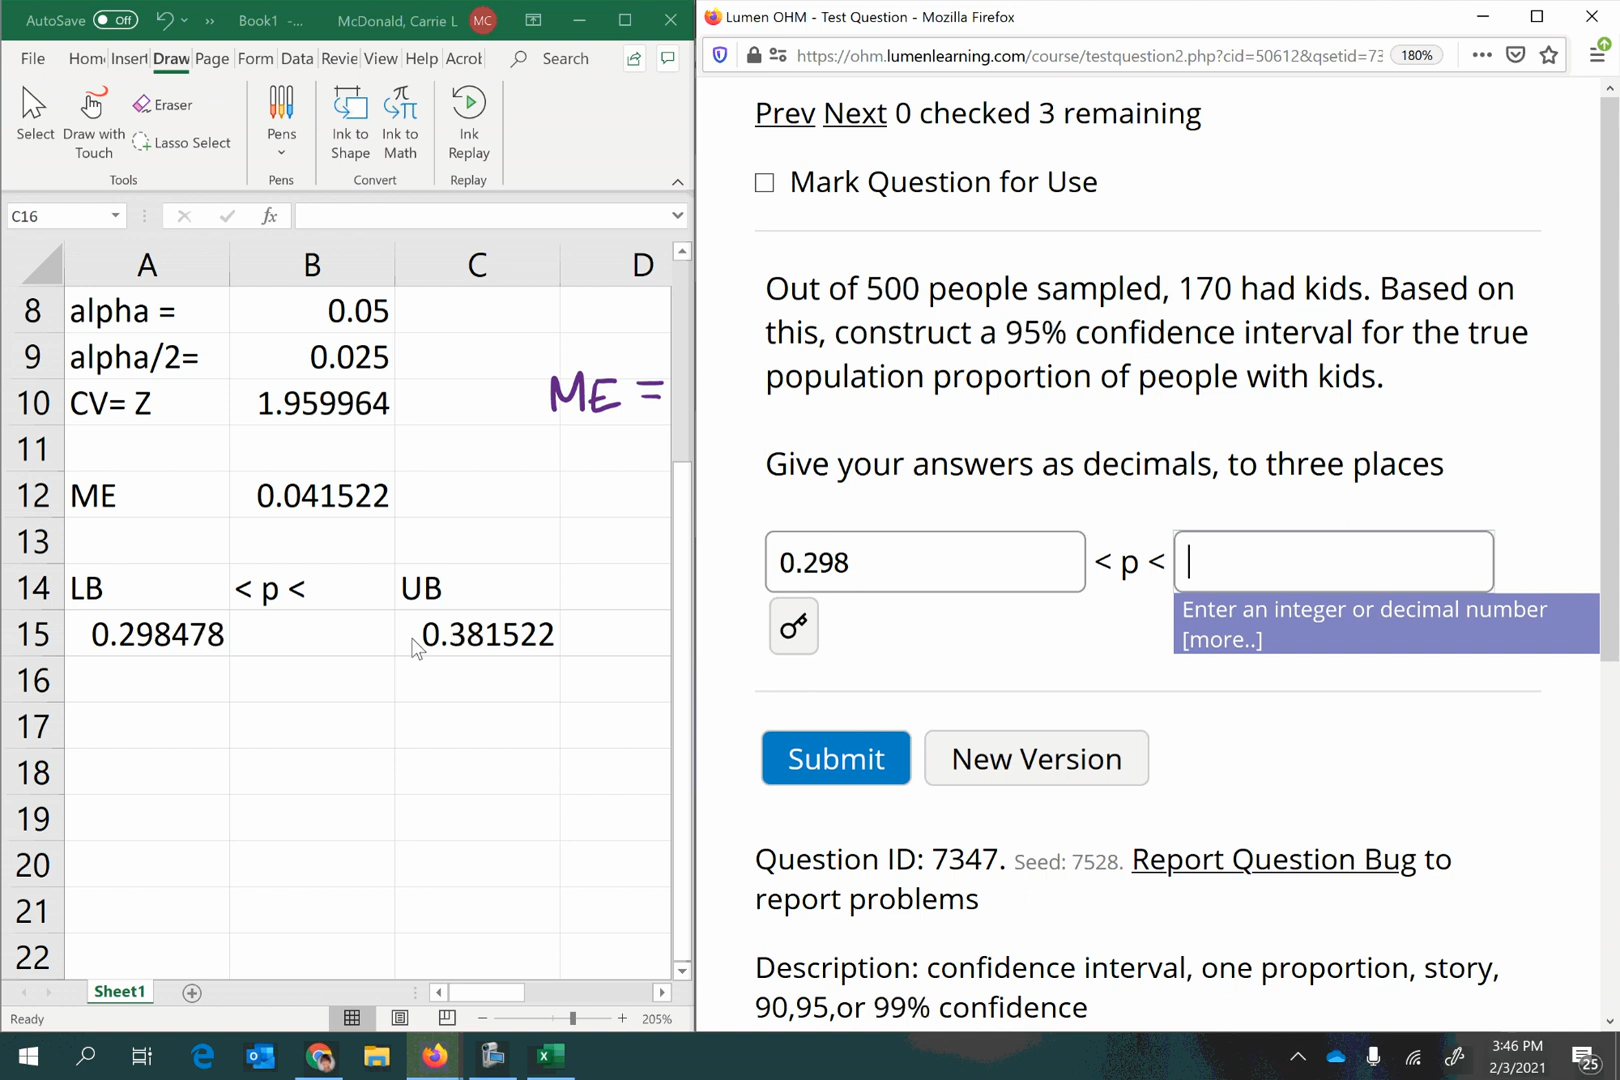 AutoSave Off Book1 -... McDonald, Carrie L MC
File Home Insert Draw Page Form Data Revie View Help Acrol Search
Select Draw with Touch Eraser Lasso Select Pens Ink to Shape Ink to Math Ink Replay
Tools Pens Convert Replay
C16 fx
A B C D
8 alpha = 0.05
9 alpha/2= 0.025
10 CV= Z 1.959964
ME =
11
12 ME 0.041522
13
14 LB < p < UB
15 0.298478 0.381522
16
17
18
19
20
21
22
Sheet1
Ready 205%
Lumen OHM - Test Question - Mozilla Firefox
https://ohm.lumenlearning.com/course/testquestion2.php?cid=50612&qsetid=73 180%
Prev Next 0 checked 3 remaining
Mark Question for Use
Out of 500 people sampled, 170 had kids. Based on
this, construct a 95% confidence interval for the true
population proportion of people with kids.
Give your answers as decimals, to three places
0.298 < p <
Enter an integer or decimal number
[more..]
Submit New Version
Question ID: 7347. Seed: 7528. Report Question Bug to
report problems
Description: confidence interval, one proportion, story,
90,95,or 99% confidence
3:46 PM
2/3/2021
25